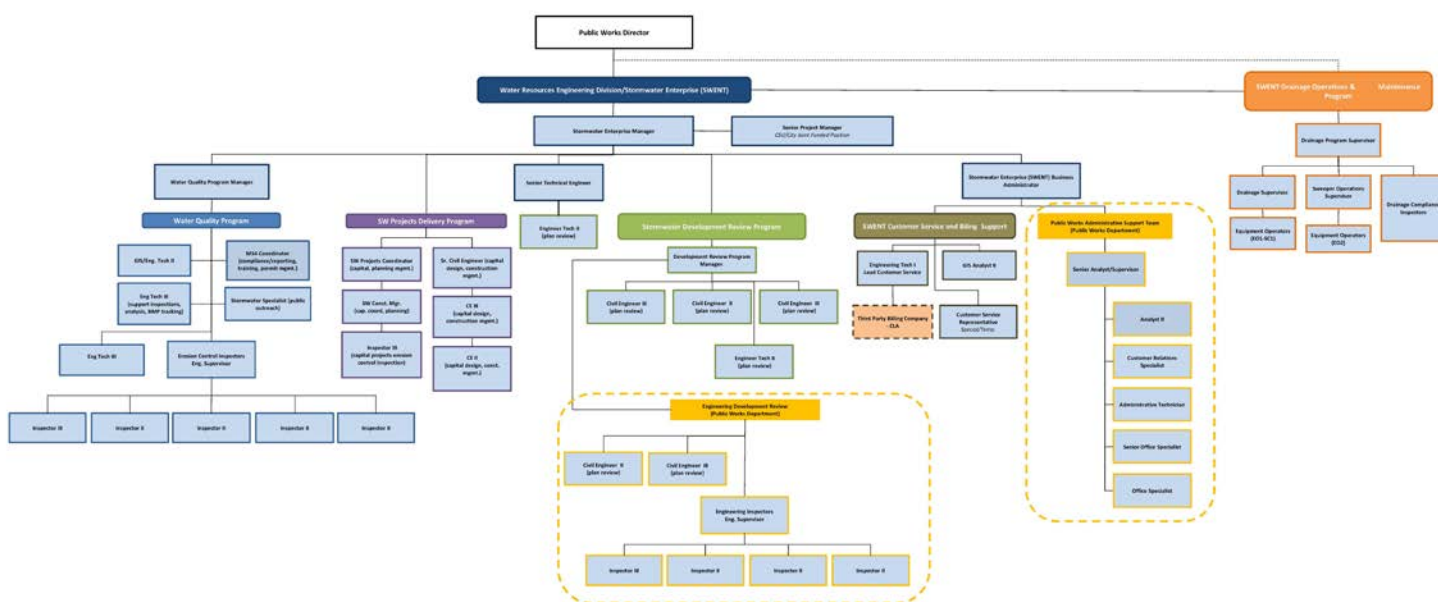 Public Works Director
Water Resources Engineering Division/Stormwater Enterprise (SWENT)
SWENT Drainage Operations & Maintenance
Program
Stormwater Enterprise Manager
Senior Project Manager
CSU/City Joint Funded Position
Drainage Program Supervisor
Water Quality Program Manager
Senior Technical Engineer
Stormwater Enterprise (SWENT) Business
Administrator
Drainage Supervisor
Sweeper Operations
Supervisor
Drainage Compliance
Inspectors
Water Quality Program
SW Projects Delivery Program
Engineer Tech II
(plan review)
Stormwater Development Review Program
SWENT Customer Service and Billing Support
Public Works Administrative Support Team
(Public Works Department)
Equipment Operators
Equipment Operators
(EO2)
GIS/Eng. Tech II
MS4 Coordinator
(compliance/reporting,
training, permit mgmt.)
SW Projects Coordinator
(capital, planning mgmt.)
Sr. Civil Engineer (capital
design, construction
mgmt.)
Development Review Program
Manager
Engineering Tech I
Lead Customer Service
GIS Analyst II
Senior Analyst/Supervisor
Eng Tech III
(support inspections,
analysis, BMP tracking)
Stormwater Specialist (public
outreach)
SW Const. Mgr.
(cap. const, planning)
CE III
(capital design,
construction mgmt.)
Civil Engineer III
(plan review)
Civil Engineer II
(plan review)
Civil Engineer III
(plan review)
Third Party Billing Company
Customer Service
Representative
Special/Temp
Analyst II
Eng Tech III
Erosion Control Inspectors
Eng. Supervisor
Inspector III
(capital projects erosion
control inspection)
CE II
(capital design, const.
mgmt.)
Engineer Tech II
(plan review)
Customer Relations
Specialist
Administrative Technician
Inspector III
Inspector II
Inspector II
Inspector II
Inspector II
Engineering Development Review
(Public Works Department)
Senior Office Specialist
Civil Engineer II
(plan review)
Civil Engineer III
(plan review)
Office Specialist
Engineering Inspectors
Eng. Supervisor
Inspector III
Inspector II
Inspector II
Inspector II